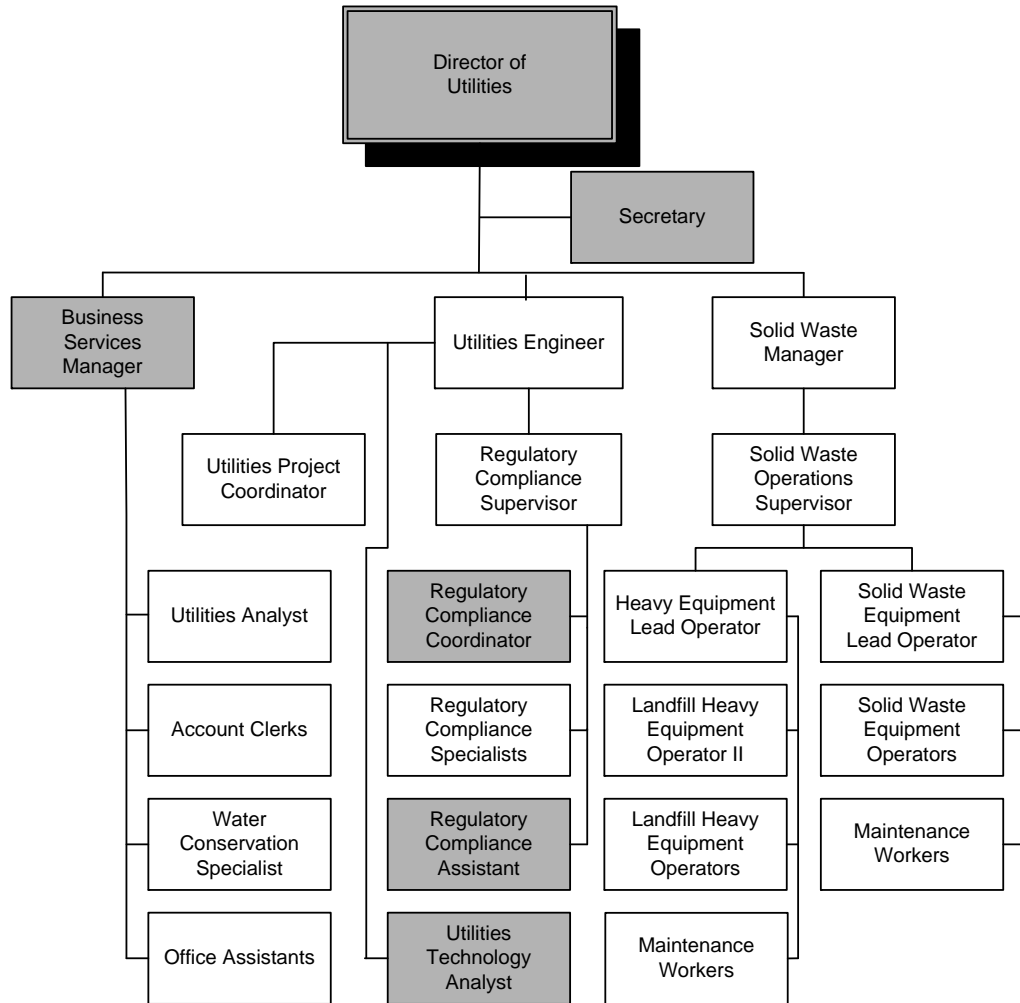 Director of
Utilities
Secretary
Business
Services
Manager
Utilities Engineer
Solid Waste
Manager
Utilities Project
Coordinator
Regulatory
Compliance
Supervisor
Solid Waste
Operations
Supervisor
Utilities Analyst
Regulatory
Compliance
Coordinator
Heavy Equipment
Lead Operator
Solid Waste
Equipment
Lead Operator
Account Clerks
Regulatory
Compliance
Specialists
Landfill Heavy
Equipment
Operator II
Solid Waste
Equipment
Operators
Water
Conservation
Specialist
Regulatory
Compliance
Assistant
Landfill Heavy
Equipment
Operators
Maintenance
Workers
Office Assistants
Utilities
Technology
Analyst
Maintenance
Workers